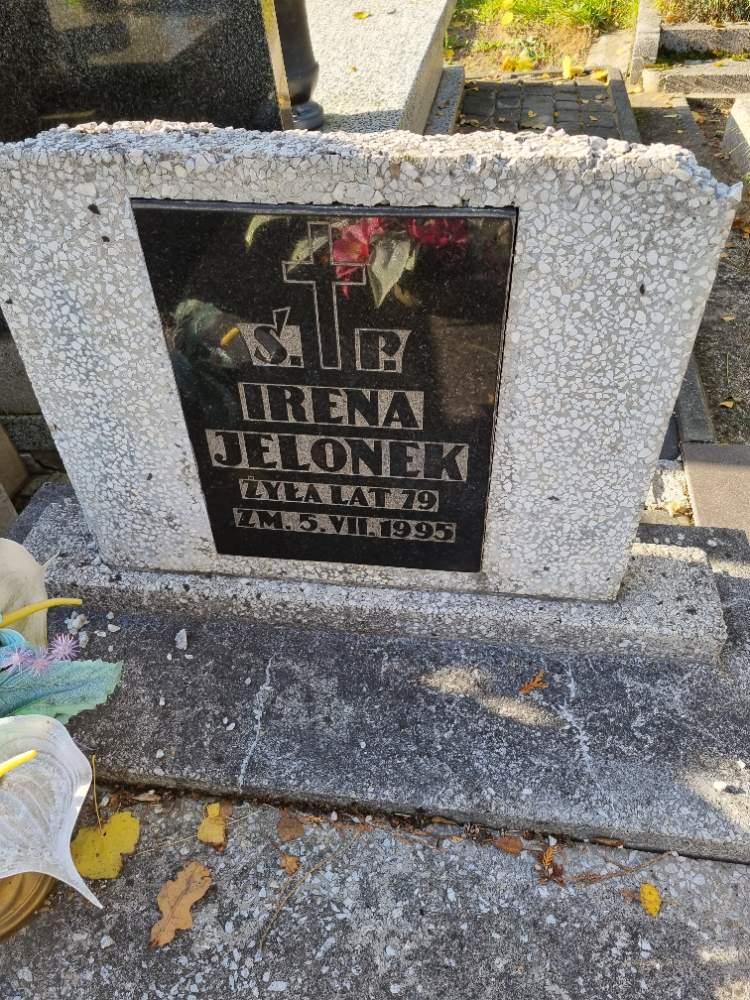 Ś. P.
IRENA
JELONEK
ŻYŁA LAT 79
ZM. 5. VII. 1995